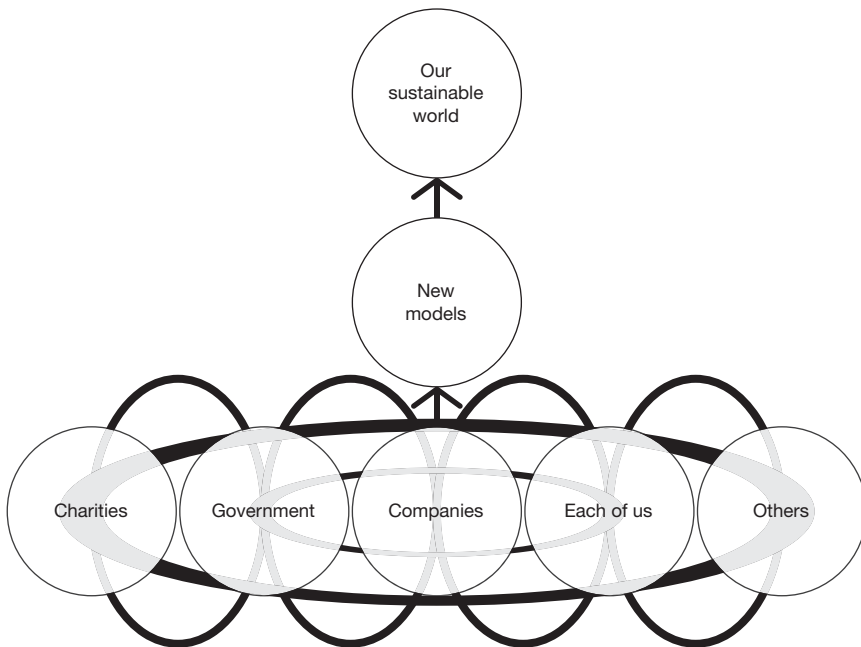 Our
sustainable
world
New
models
Charities
Government
Companies
Each of us
Others